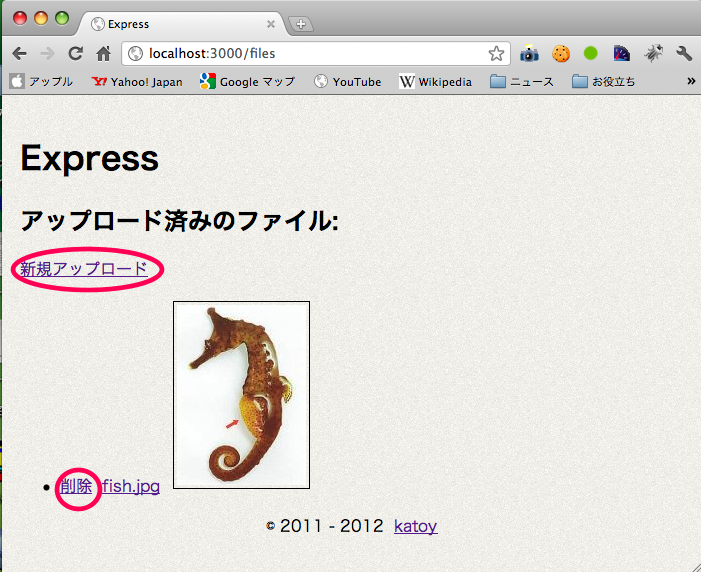 Express
localhost:3000/files
アップル Yahoo! Japan Google マップ YouTube Wikipedia ニュース お役立ち »
Express
アップロード済みのファイル:
新規アップロード
削除 fish.jpg
© 2011 - 2012 katoy